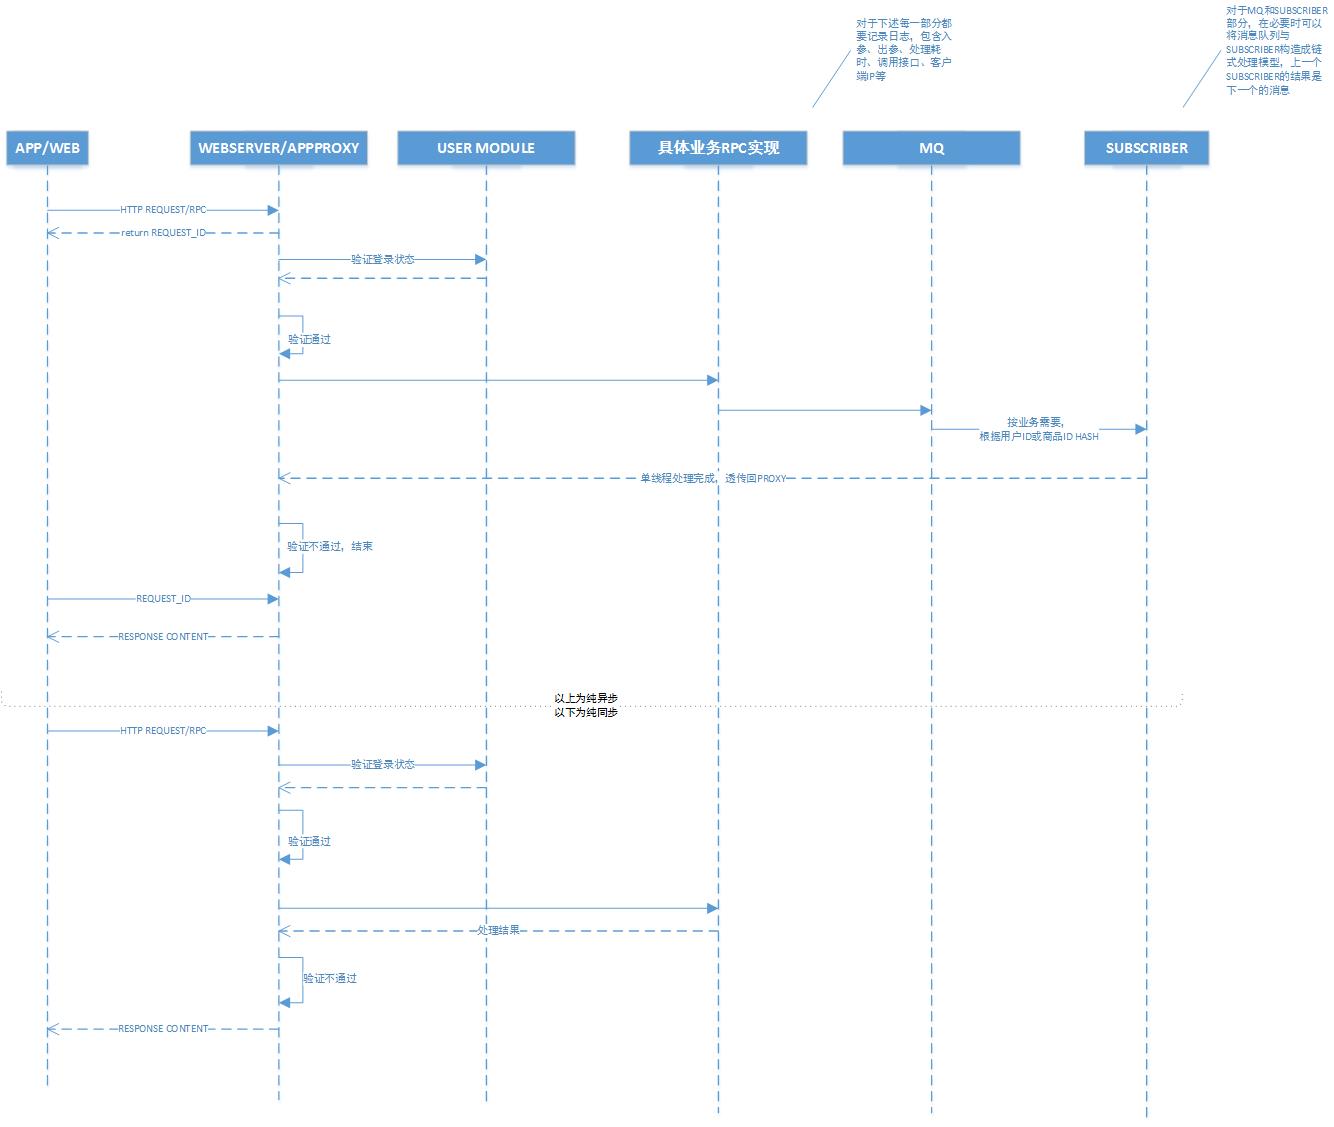 对于下述每一部分都
要记录日志，包含入
参、出参、处理耗
时、调用接口、客户
端IP等
对于MQ和SUBSCRIBER
部分，在必要时可以
将消息队列与
SUBSCRIBER构造成链
式处理模型，上一个
SUBSCRIBER的结果是
下一个的消息
APP/WEB
WEBSERVER/APPPROXY
USER MODULE
具体业务RPC实现
MQ
SUBSCRIBER
HTTP REQUEST/RPC
return REQUEST_ID
验证登录状态
验证通过
按业务需要，
根据用户ID或商品ID HASH
单线程处理完成，透传回PROXY
验证不通过，结束
REQUEST_ID
RESPONSE CONTENT
以上为纯异步
以下为纯同步
HTTP REQUEST/RPC
验证登录状态
验证通过
处理结果
验证不通过
RESPONSE CONTENT